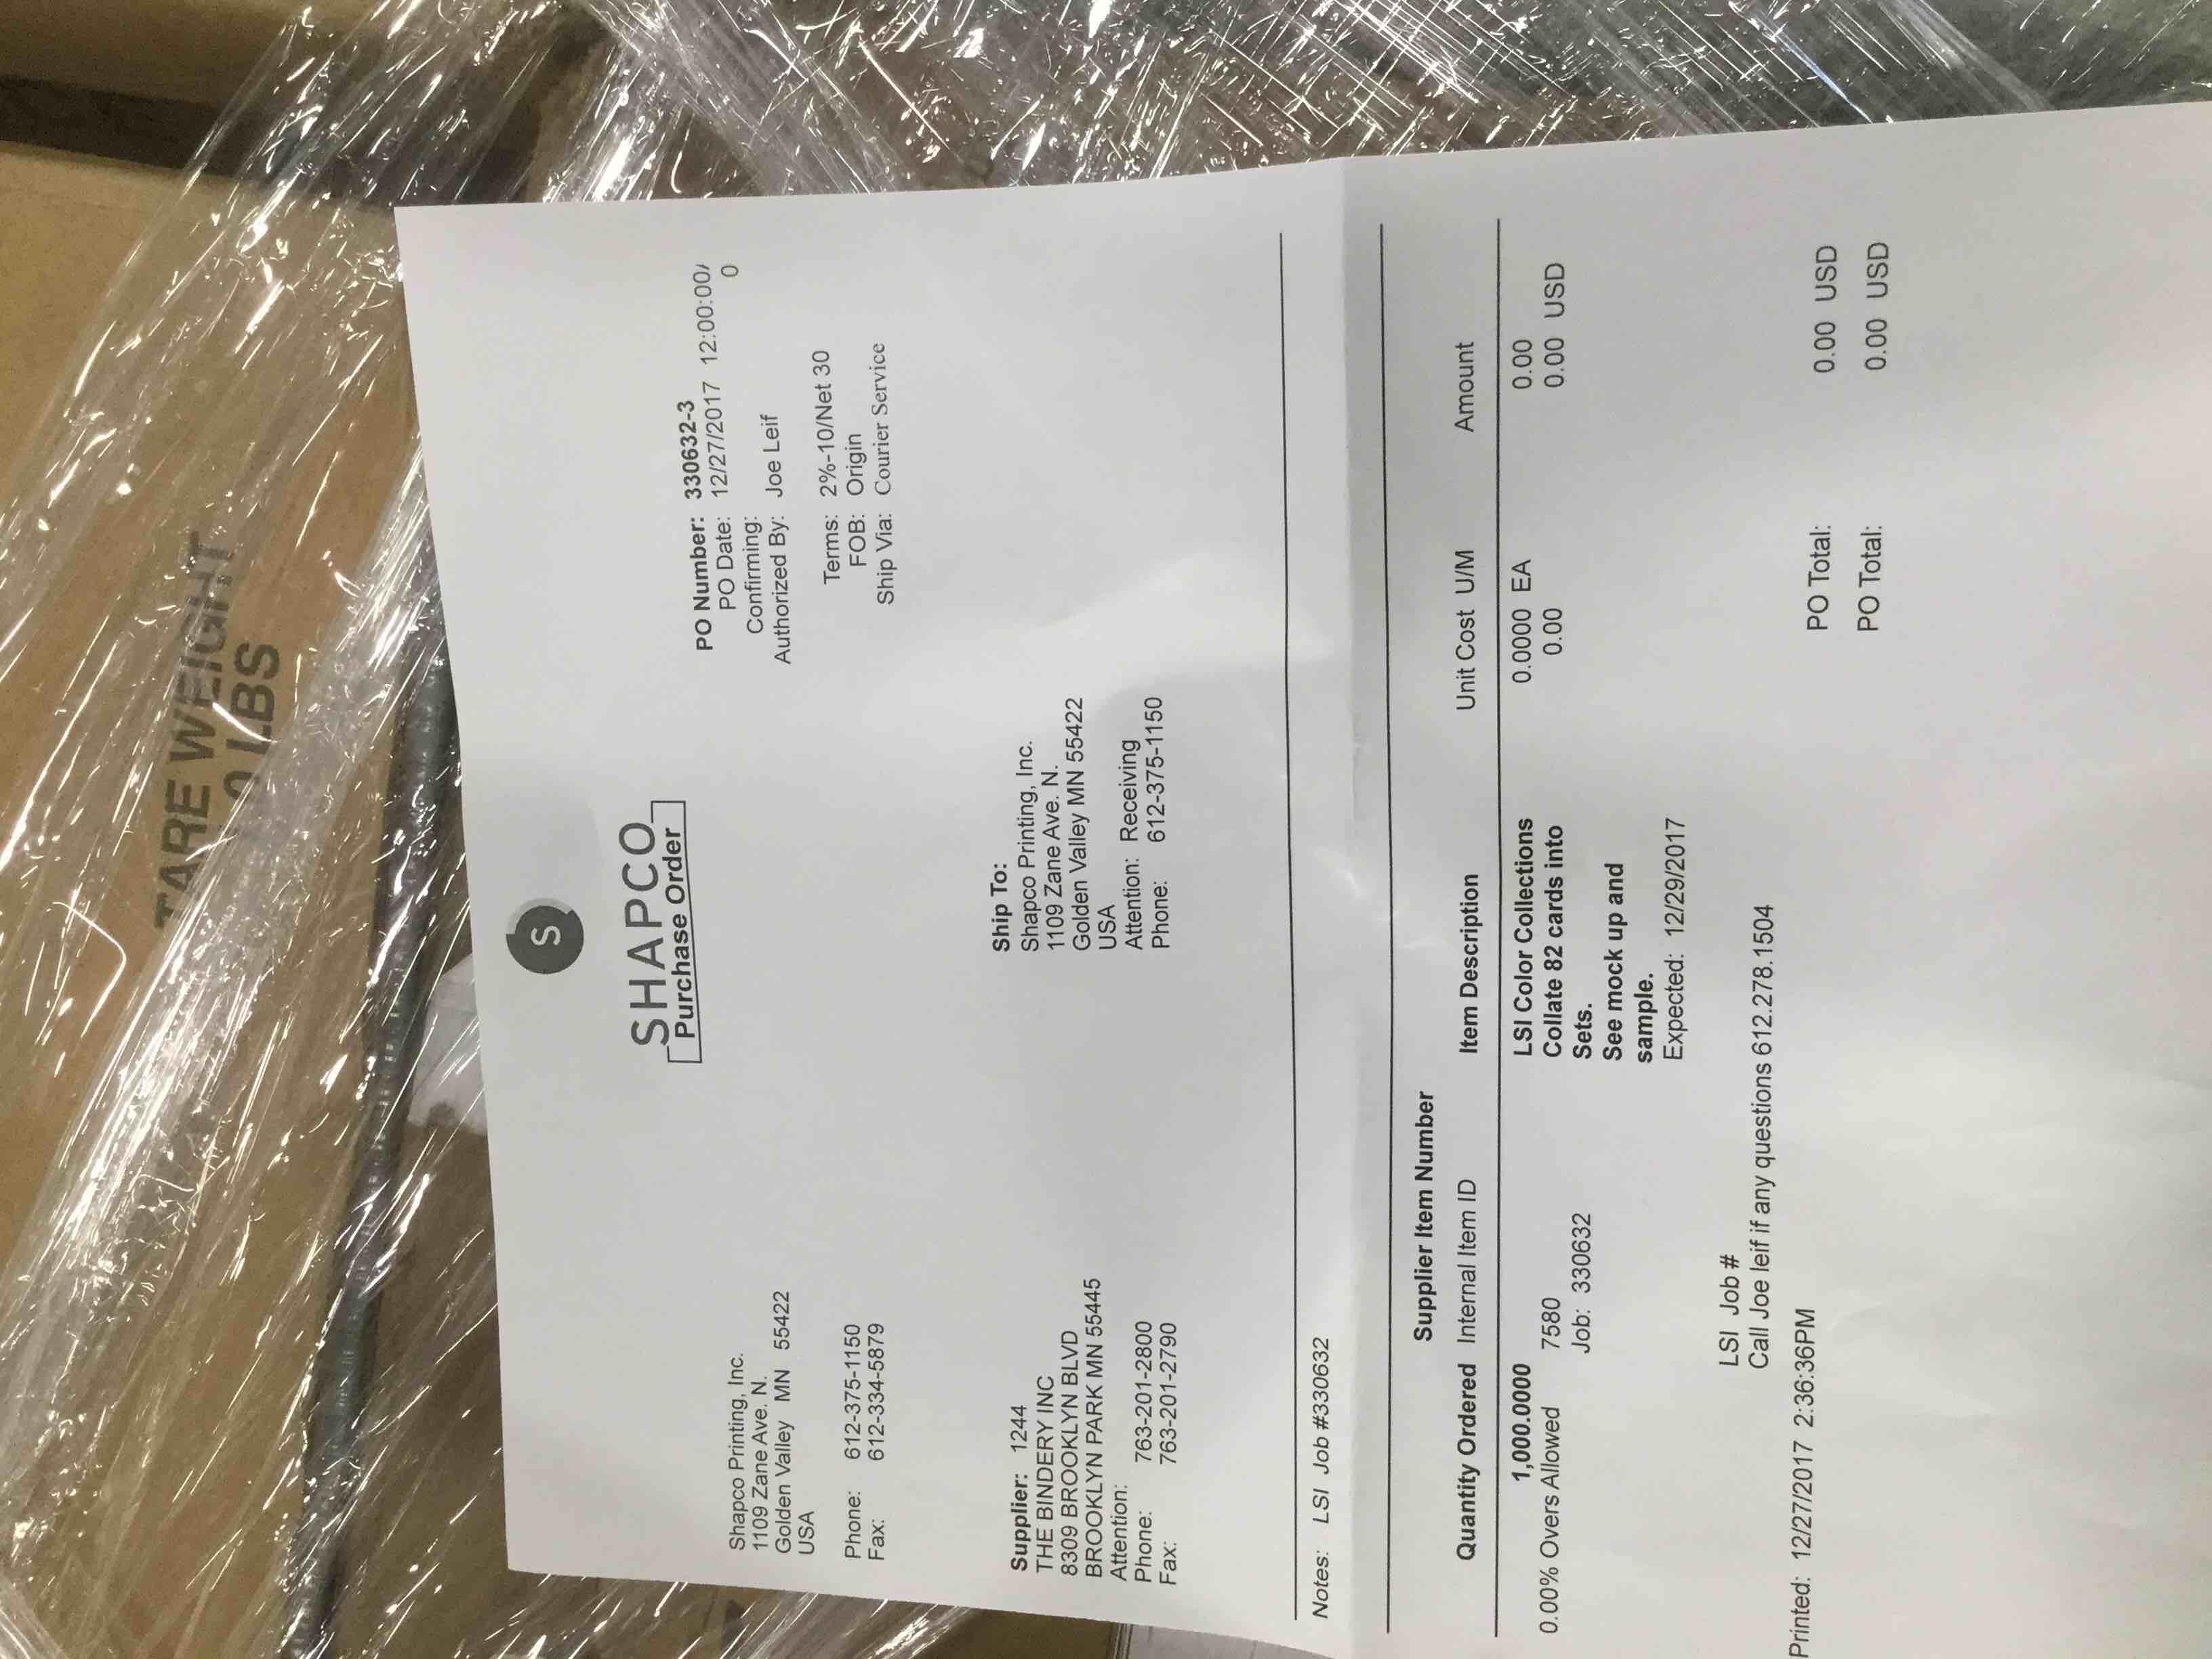 TARE WEIGHT
LBS
S
SHAPCO
Purchase Order
PO Number: 330632-3
PO Date: 12/27/2017 12:00:00/
0
Confirming:
Authorized By: Joe Leif
Terms: 2%-10/Net 30
FOB: Origin
Ship Via: Courier Service
Shapco Printing, Inc.
1109 Zane Ave. N.
Golden Valley MN 55422
USA
Phone: 612-375-1150
Fax: 612-334-5879
Supplier: 1244
THE BINDERY INC
8309 BROOKLYN BLVD
BROOKLYN PARK MN 55445
Attention:
Phone: 763-201-2800
Fax: 763-201-2790
Ship To:
Shapco Printing, Inc.
1109 Zane Ave. N.
Golden Valley MN 55422
USA
Attention: Receiving
Phone: 612-375-1150
Notes: LSI Job #330632
Supplier Item Number
Quantity Ordered Internal Item ID Item Description Unit Cost U/M Amount
1,000.0000 7580 LSI Color Collections 0.0000 EA 0.00
0.00% Overs Allowed Job: 330632 Collate 82 cards into 0.00 0.00 USD
Sets.
See mock up and
sample.
Expected: 12/29/2017
LSI Job #
Call Joe leif if any questions 612.278.1504
Printed: 12/27/2017 2:36:36PM
PO Total: 0.00 USD
PO Total: 0.00 USD